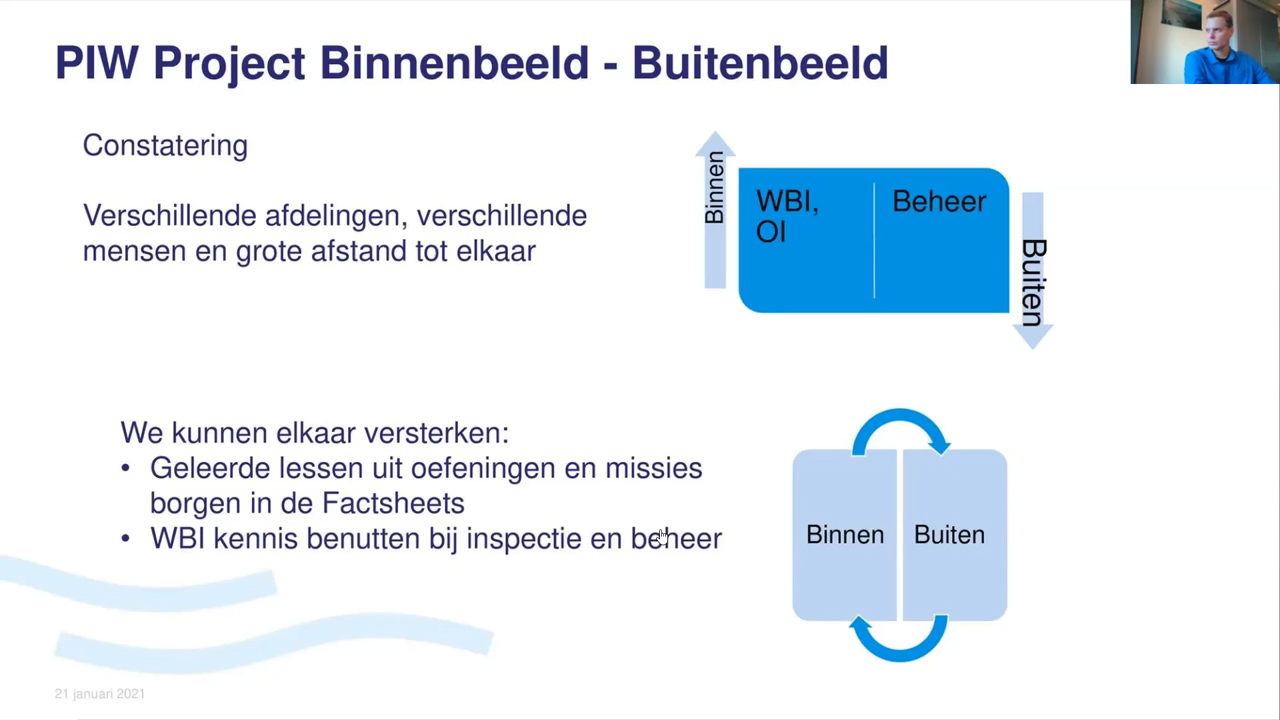 PIW Project Binnenbeeld - Buitenbeeld
Constatering
Verschillende afdelingen, verschillende
mensen en grote afstand tot elkaar
Binnen
WBI,
OI
Beheer
Buiten
We kunnen elkaar versterken:
• Geleerde lessen uit oefeningen en missies
borgen in de Factsheets
• WBI kennis benutten bij inspectie en beheer
Binnen
Buiten
21 januari 2021